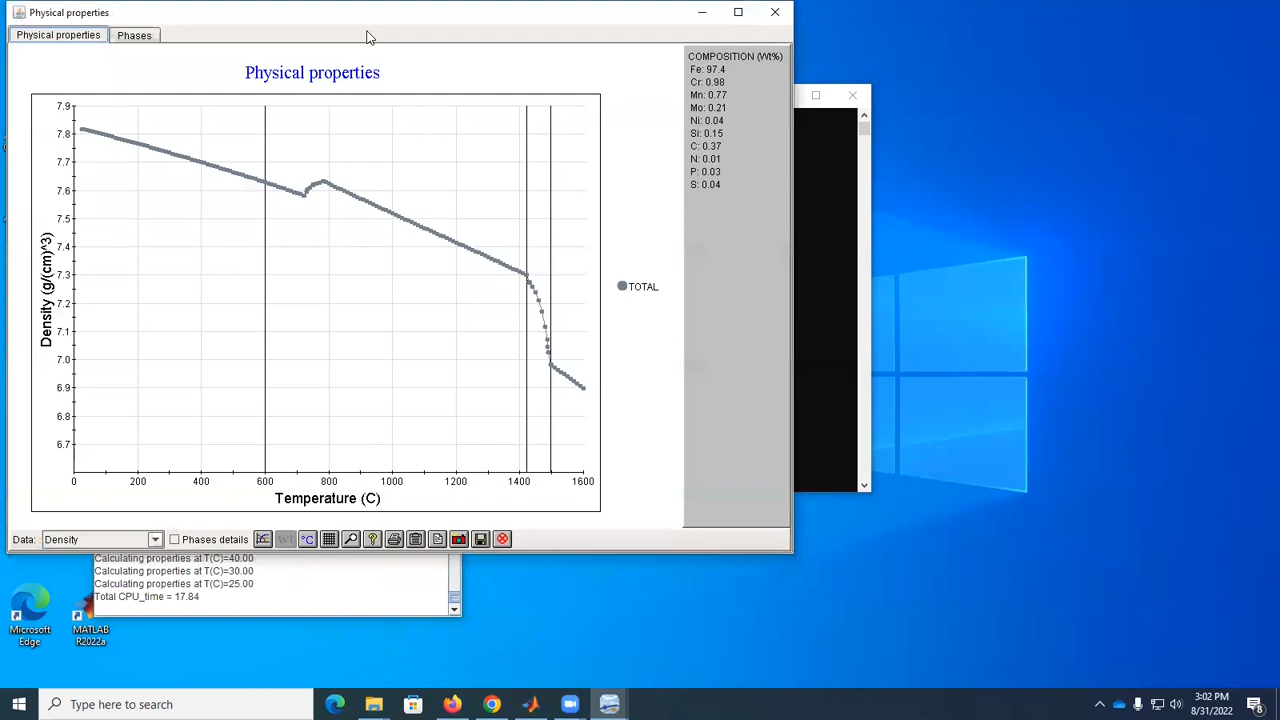 Physical properties
Physical properties
Phases
Physical properties
COMPOSITION (Wt%)
Fe: 97.4
Cr: 0.98
Mn: 0.77
Mo: 0.21
Ni: 0.04
Si: 0.15
C: 0.37
N: 0.01
P: 0.03
S: 0.04
7.9
7.8
7.7
7.6
7.5
7.4
7.3
7.2
7.1
7.0
6.9
6.8
6.7
Density (g/(cm)^3)
TOTAL
0 200 400 600 800 1000 1200 1400 1600
Temperature (C)
Data: Density Phases details WI °C ?
Calculating properties at T(C)=40.00
Calculating properties at T(C)=30.00
Calculating properties at T(C)=25.00
Total CPU_time = 17.84
Microsoft
Edge
MATLAB
R2022a
Type here to search
3:02 PM
8/31/2022
8